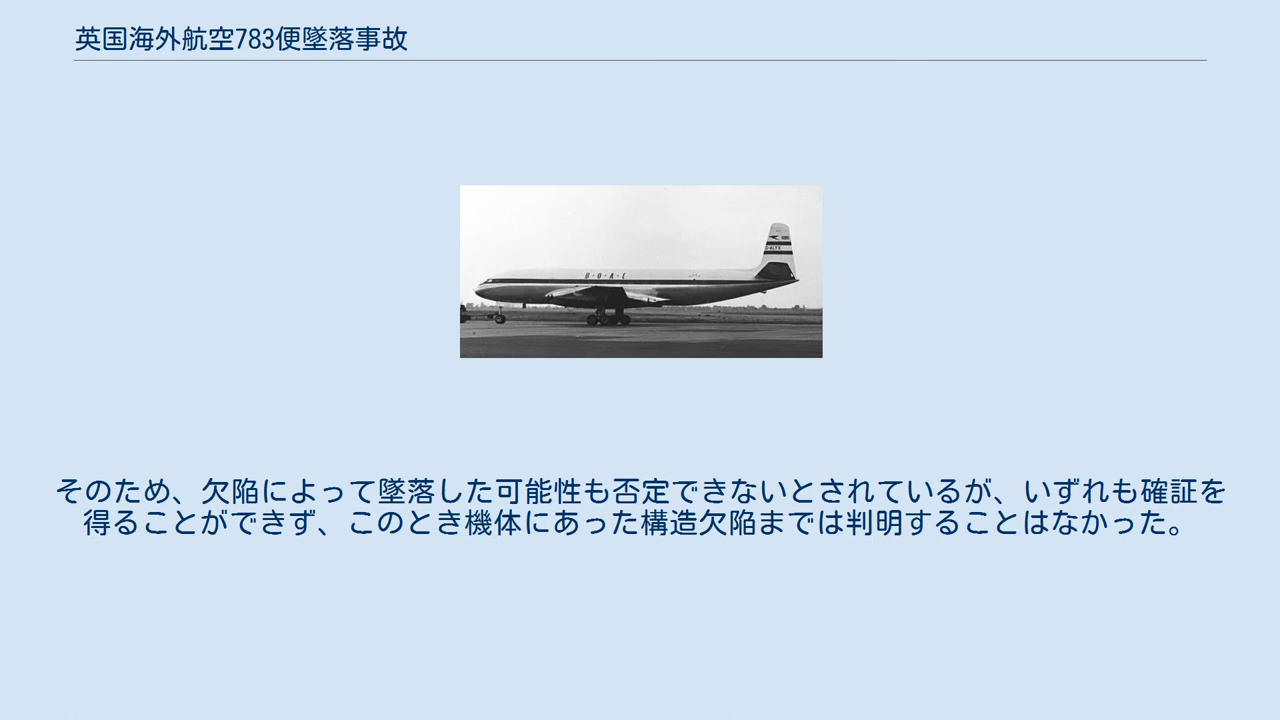 英国海外航空783便墜落事故
B・O・A・C
そのため、欠陥によって墜落した可能性も否定できないとされているが、いずれも確証を
得ることができず、このとき機体にあった構造欠陥までは判明することはなかった。